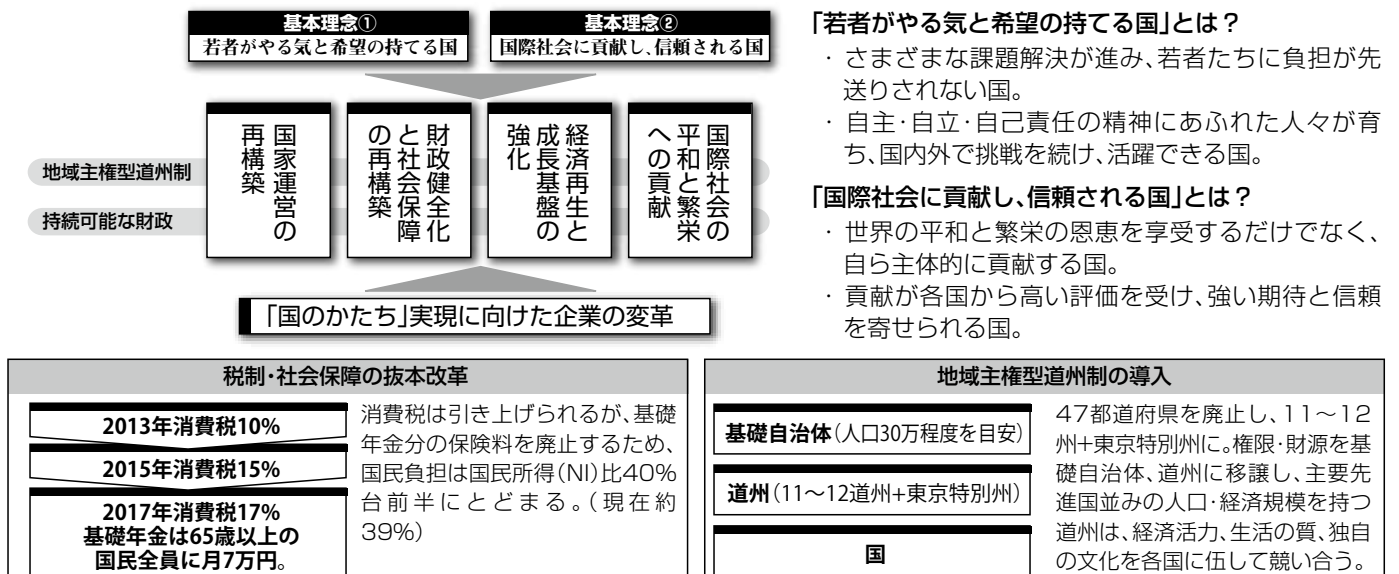 基本理念①
若者がやる気と希望の持てる国
基本理念②
国際社会に貢献し、信頼される国
地域主権型道州制
持続可能な財政
国家運営の
再構築
財政健全化
と社会保障
の再構築
経済再生と
成長基盤の
強化
国際社会の
平和と繁栄
への貢献
「国のかたち」実現に向けた企業の変革
「若者がやる気と希望の持てる国」とは？
・さまざまな課題解決が進み、若者たちに負担が先
送りされない国。
・自主・自立・自己責任の精神にあふれた人々が育
ち、国内外で挑戦を続け、活躍できる国。
「国際社会に貢献し、信頼される国」とは？
・世界の平和と繁栄の恩恵を享受するだけでなく、
自ら主体的に貢献する国。
・貢献が各国から高い評価を受け、強い期待と信頼
を寄せられる国。
税制・社会保障の抜本改革
2013年消費税10%
2015年消費税15%
2017年消費税17%
基礎年金は65歳以上の
国民全員に月7万円。
消費税は引き上げられるが、基礎
年金分の保険料を廃止するため、
国民負担は国民所得(NI)比40%
台前半にとどまる。(現在約
39%)
地域主権型道州制の導入
基礎自治体(人口30万程度を目安)
道州(11～12道州+東京特別州)
国
47都道府県を廃止し、11～12
州+東京特別州に。権限・財源を基
礎自治体、道州に移譲し、主要先
進国並みの人口・経済規模を持つ
道州は、経済活力、生活の質、独自
の文化を各国に伍して競い合う。